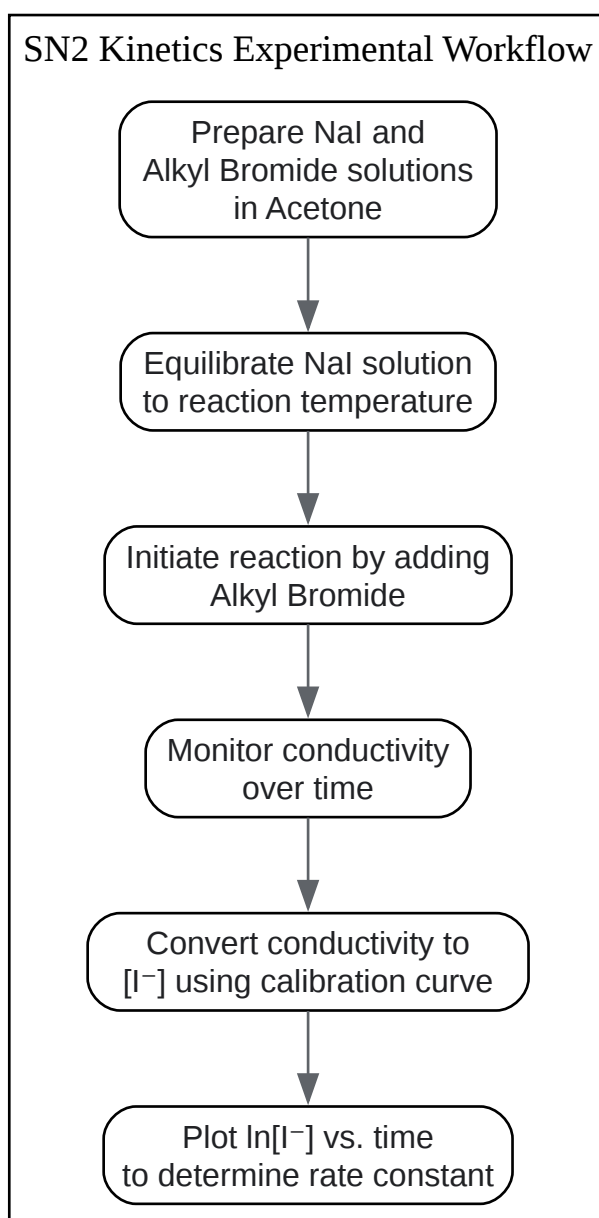 SN2 Kinetics Experimental Workflow
Prepare NaI and
Alkyl Bromide solutions
in Acetone
Equilibrate NaI solution
to reaction temperature
Initiate reaction by adding
Alkyl Bromide
Monitor conductivity
over time
Convert conductivity to
[I⁻] using calibration curve
Plot ln[I⁻] vs. time
to determine rate constant